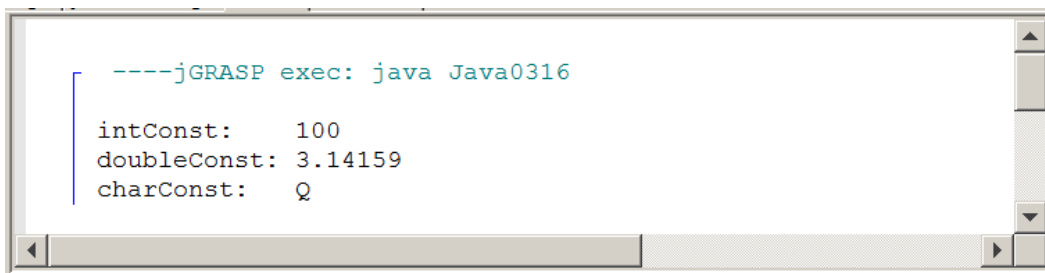 ----jGRASP exec: java Java0316
intConst:    100
doubleConst: 3.14159
charConst:   Q